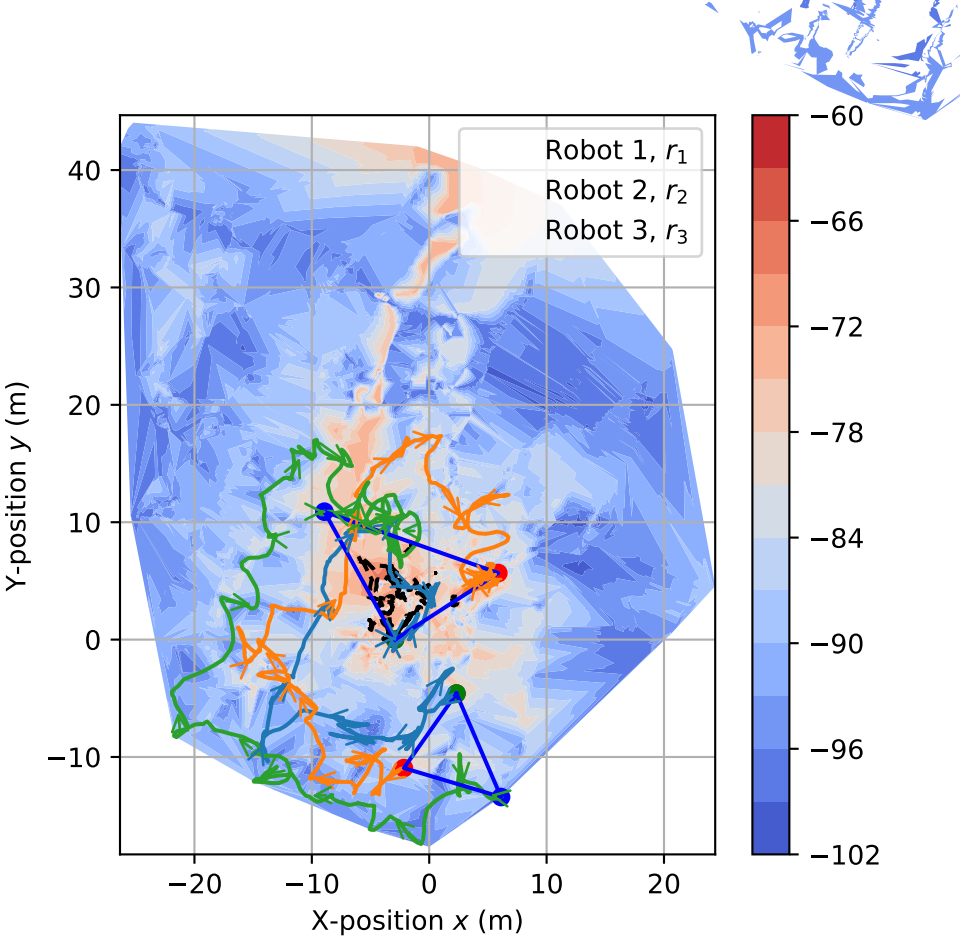 Robot 1, r₁
Robot 2, r₂
Robot 3, r₃
40
30
20
10
0
−10
Y-position y (m)
−20 −10 0 10 20
X-position x (m)
−60
−66
−72
−78
−84
−90
−96
−102